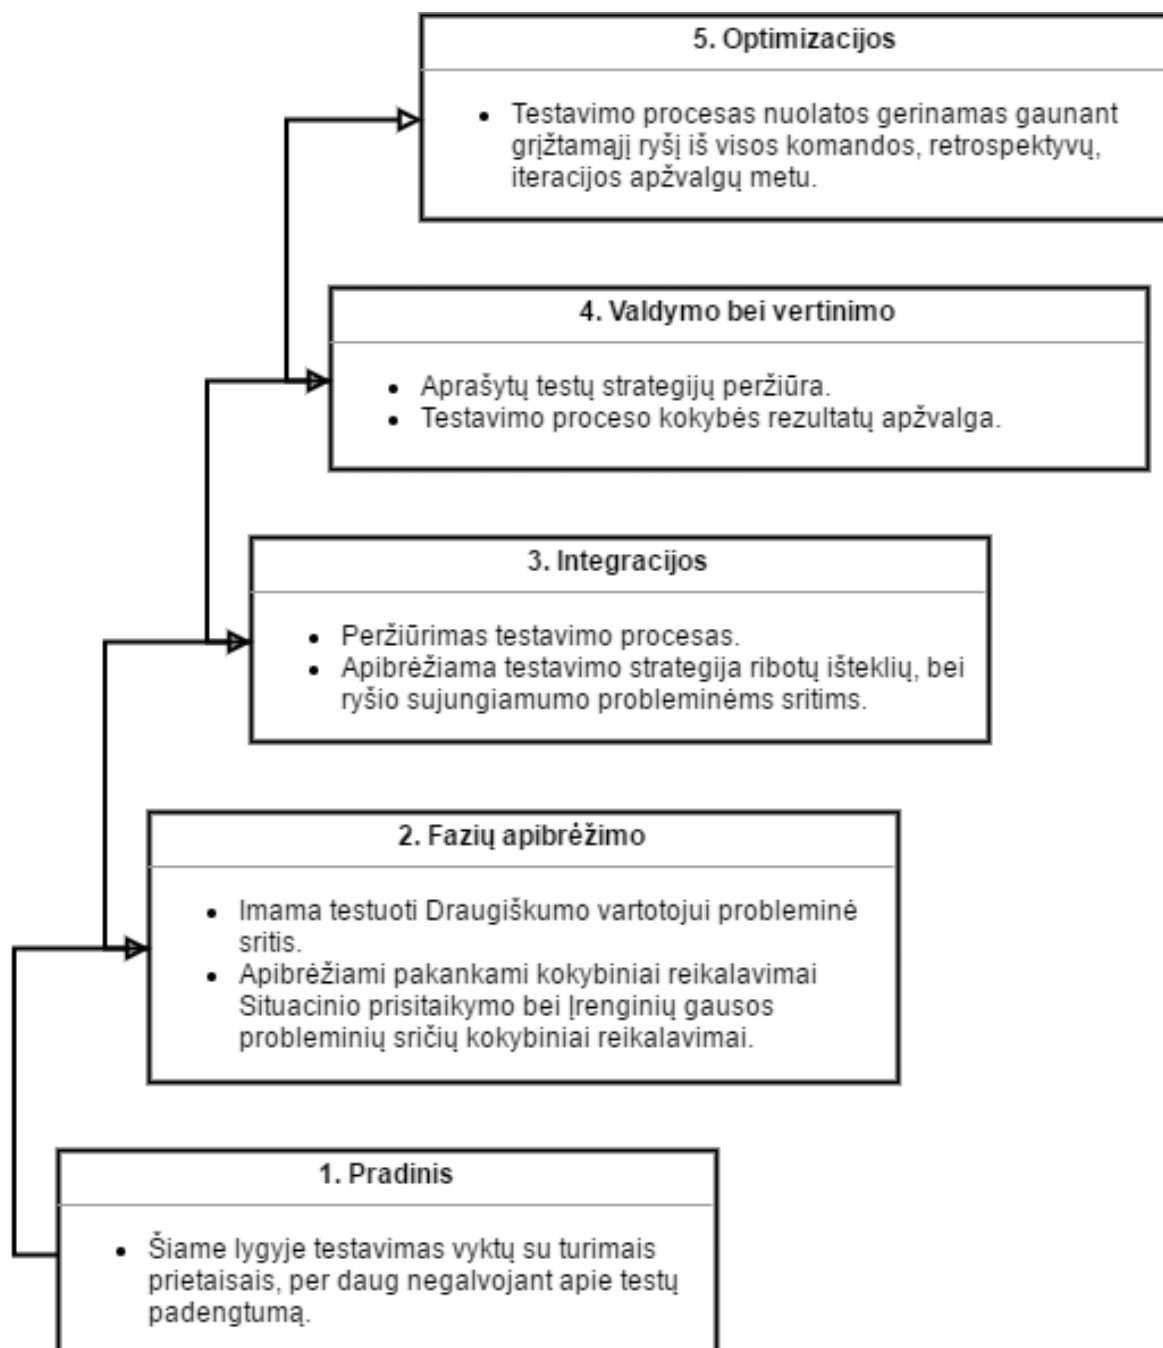 5. Optimizacijos
• Testavimo procesas nuolatos gerinamas gaunant
grįžtamąjį ryšį iš visos komandos, retrospektyvų,
iteracijos apžvalgų metu.
4. Valdymo bei vertinimo
• Aprašytų testų strategijų peržiūra.
• Testavimo proceso kokybės rezultatų apžvalga.
3. Integracijos
• Peržiūrimas testavimo procesas.
• Apibrėžiama testavimo strategija ribotų išteklių, bei
ryšio sujungiamumo probleminėms sritims.
2. Fazių apibrėžimo
• Imama testuoti Draugiškumo vartotojui probleminė
sritis.
• Apibrėžiami pakankami kokybiniai reikalavimai
Situacinio prisitaikymo bei Įrenginių gausos
probleminių sričių kokybiniai reikalavimai.
1. Pradinis
• Šiame lygyje testavimas vyktų su turimais
prietaisais, per daug negalvojant apie testų
padengtumą.